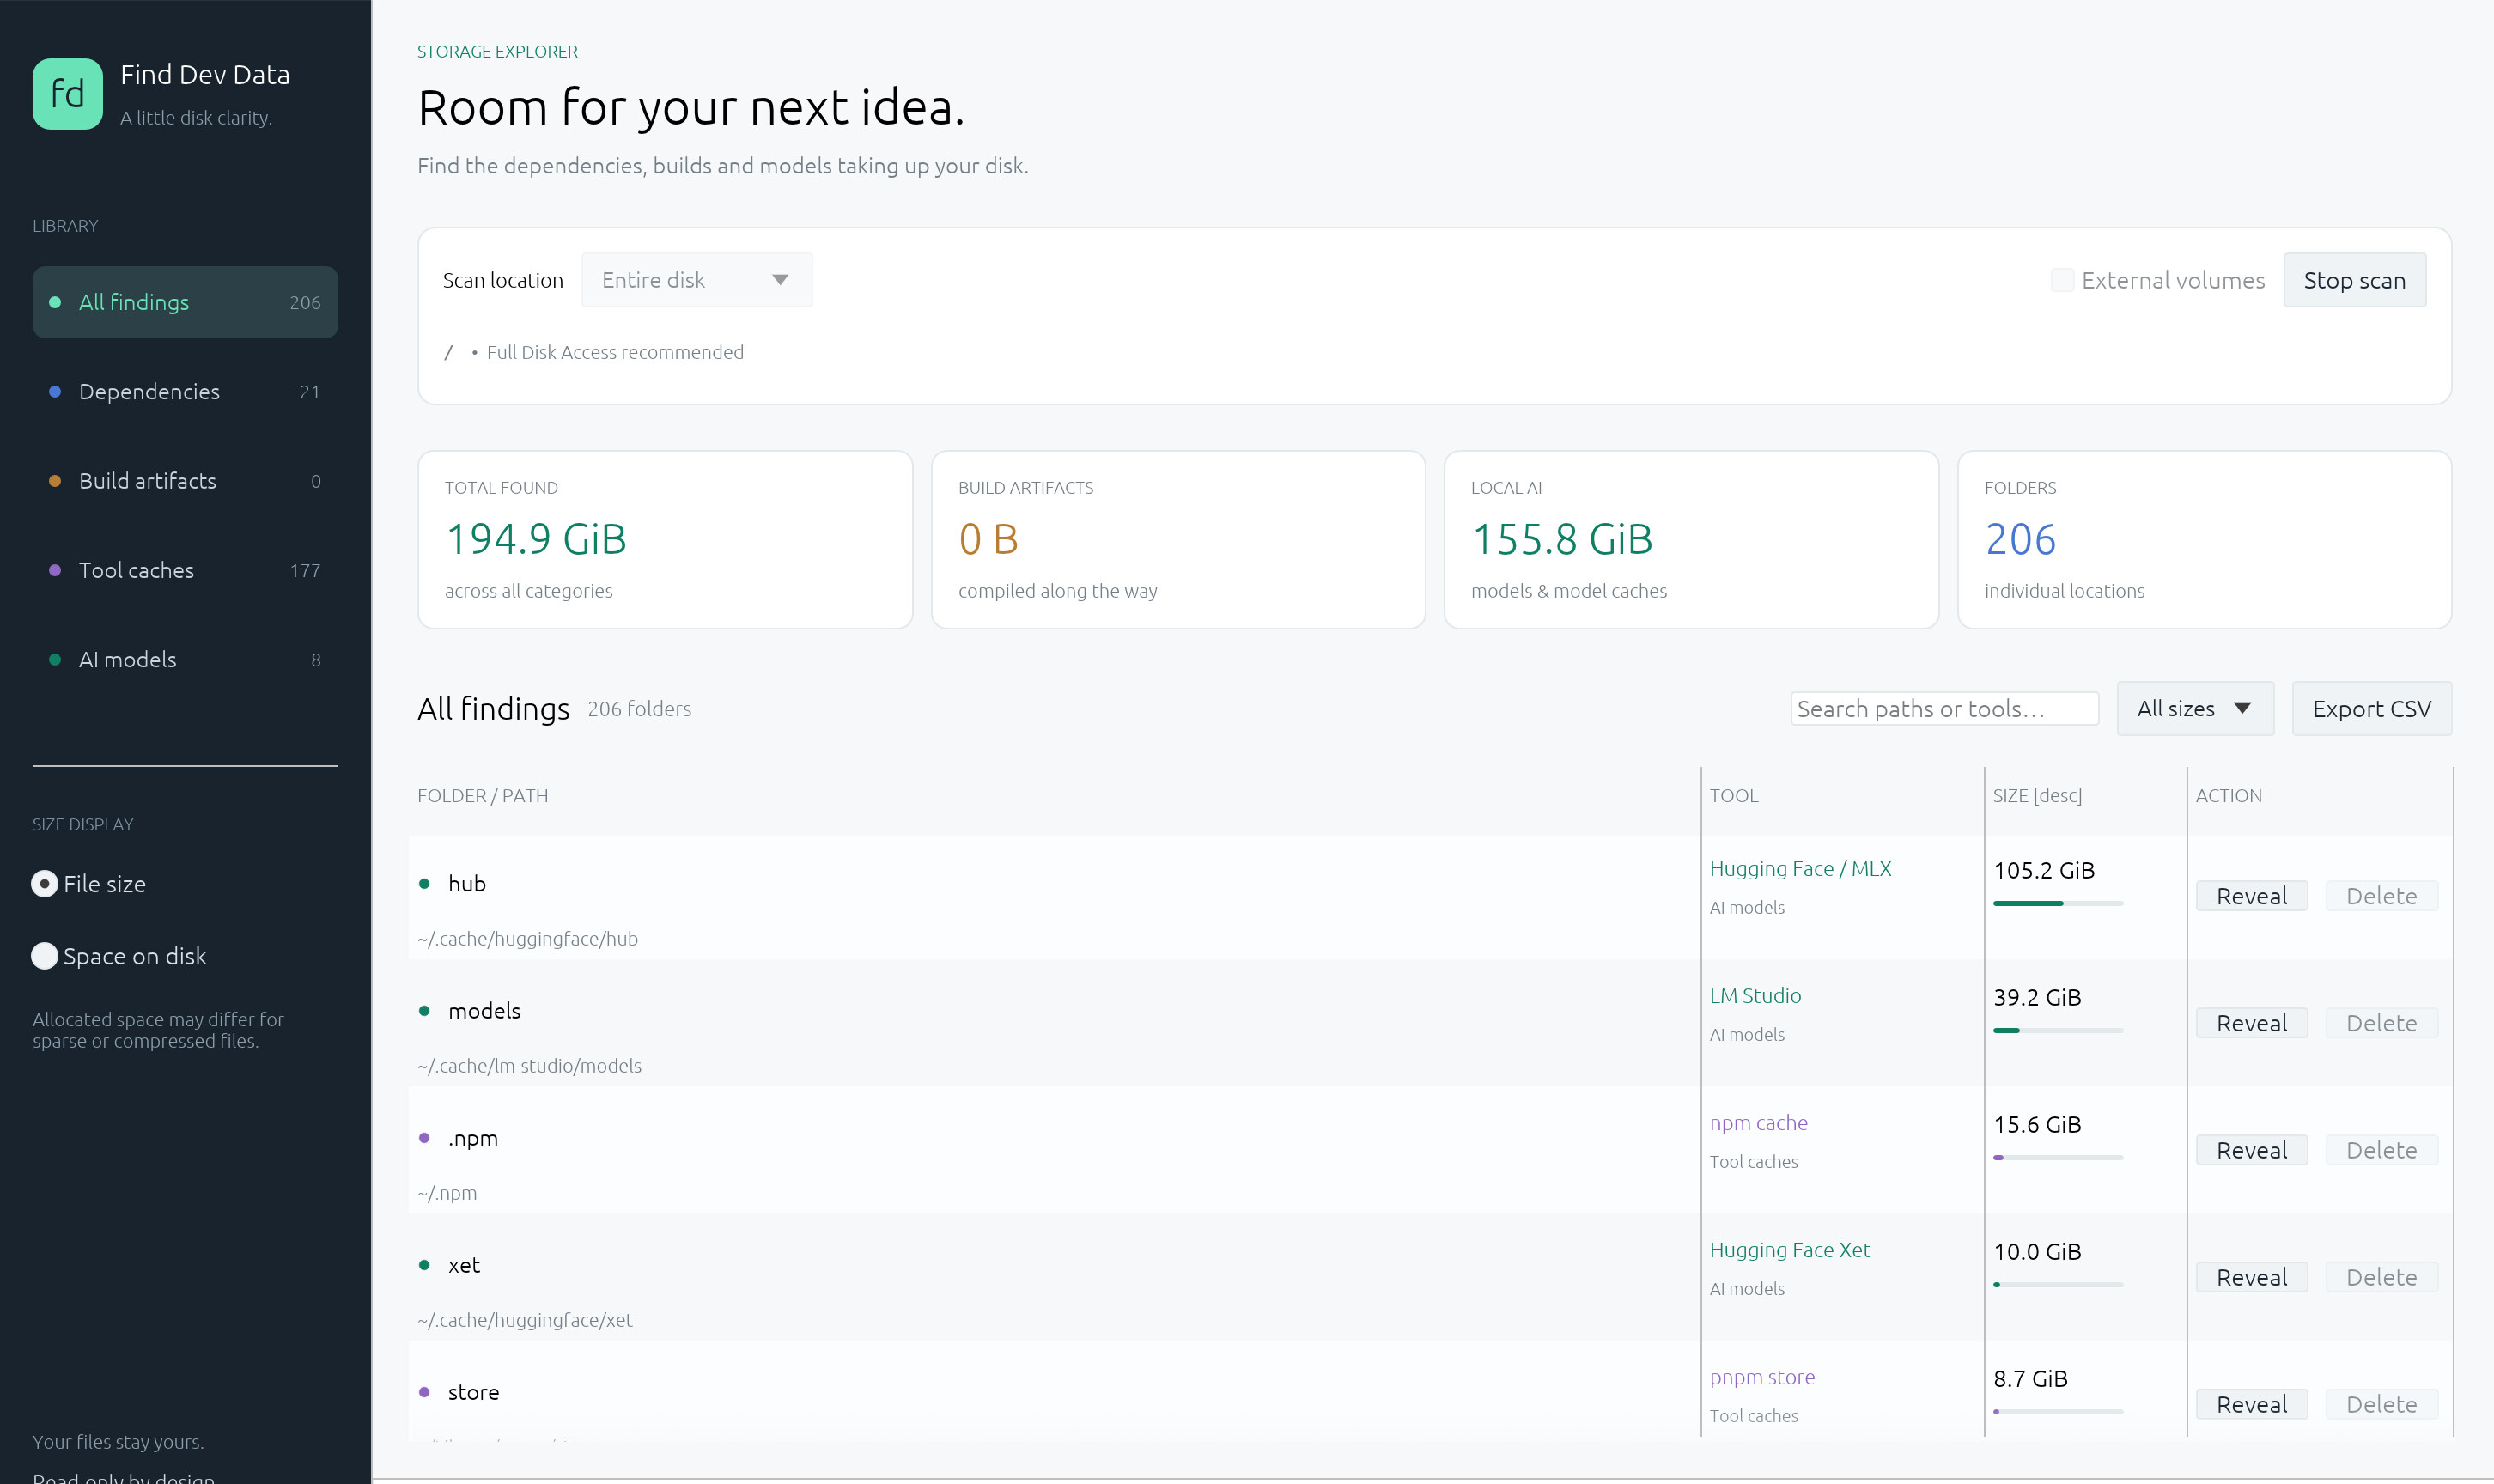 fd
Find Dev Data
A little disk clarity.
LIBRARY
All findings 206
Dependencies 21
Build artifacts 0
Tool caches 177
AI models 8
SIZE DISPLAY
File size
Space on disk
Allocated space may differ for
sparse or compressed files.
Your files stay yours.
Read only by design
STORAGE EXPLORER
Room for your next idea.
Find the dependencies, builds and models taking up your disk.
Scan location Entire disk External volumes Stop scan
/ • Full Disk Access recommended
TOTAL FOUND
194.9 GiB
across all categories
BUILD ARTIFACTS
0 B
compiled along the way
LOCAL AI
155.8 GiB
models & model caches
FOLDERS
206
individual locations
All findings 206 folders Search paths or tools... All sizes Export CSV
FOLDER / PATH TOOL SIZE [desc] ACTION
hub
~/.cache/huggingface/hub
Hugging Face / MLX
AI models
105.2 GiB
Reveal Delete
models
~/.cache/lm-studio/models
LM Studio
AI models
39.2 GiB
Reveal Delete
.npm
~/.npm
npm cache
Tool caches
15.6 GiB
Reveal Delete
xet
~/.cache/huggingface/xet
Hugging Face Xet
AI models
10.0 GiB
Reveal Delete
store
pnpm store
Tool caches
8.7 GiB
Reveal Delete